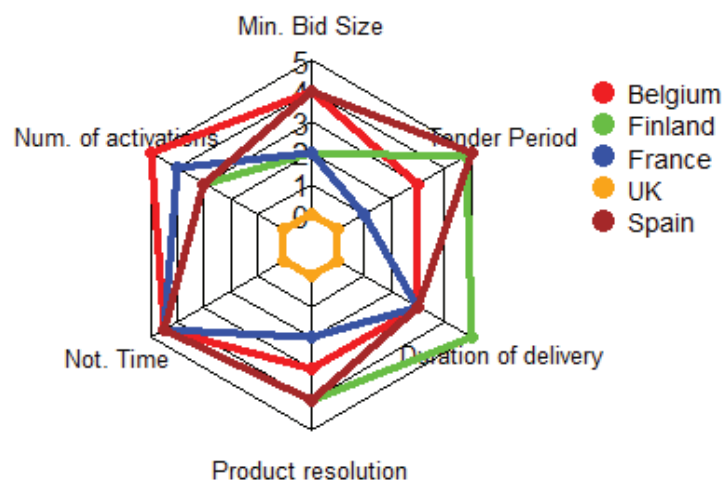 Min. Bid Size
5
4
3
2
1
0
Num. of activations
Tender Period
Belgium
Finland
France
UK
Spain
Not. Time
Duration of delivery
Product resolution